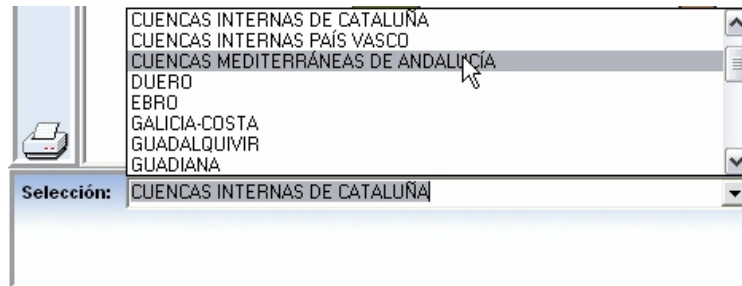 CUENCAS INTERNAS DE CATALUÑA
CUENCAS INTERNAS PAÍS VASCO
CUENCAS MEDITERRÁNEAS DE ANDALUCÍA
DUERO
EBRO
GALICIA-COSTA
GUADALQUIVIR
GUADIANA
Selección: CUENCAS INTERNAS DE CATALUÑA